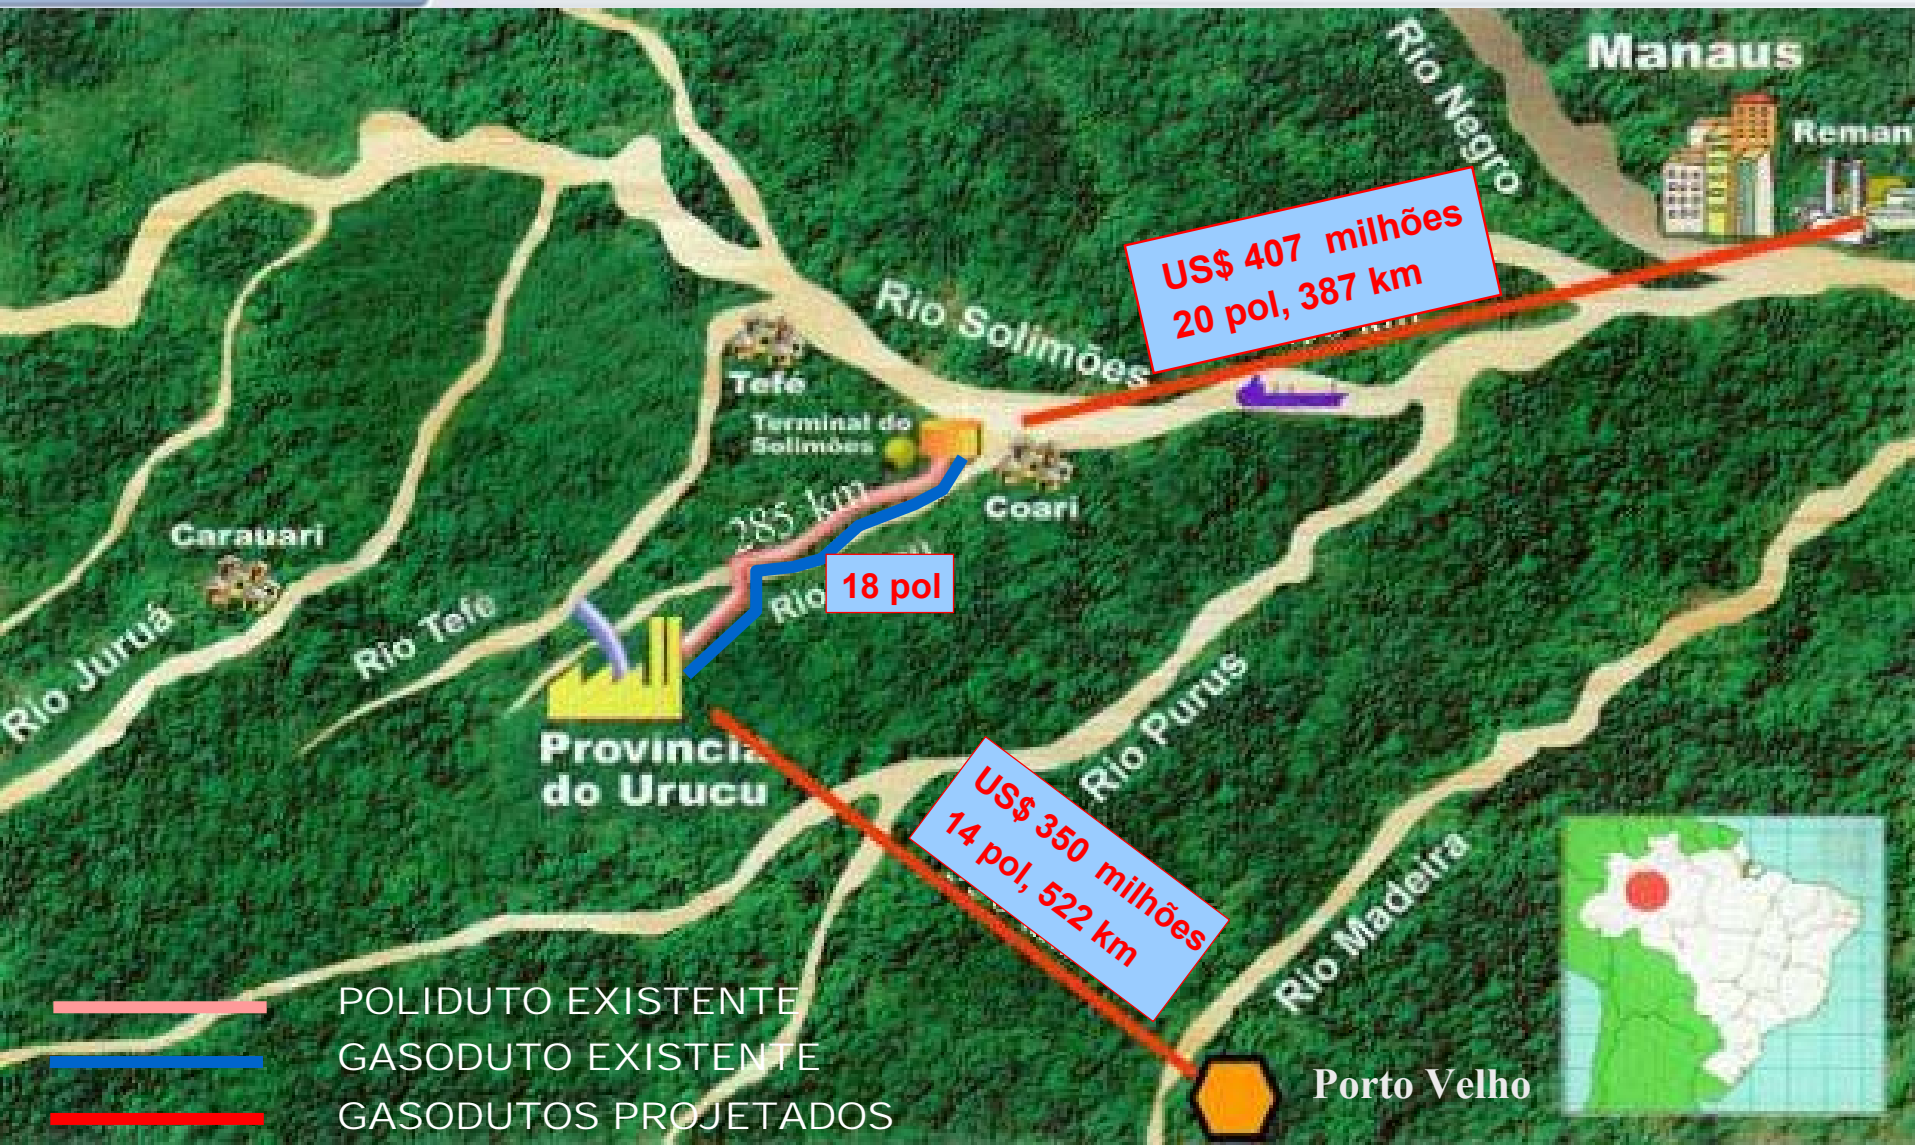 Manaus
Rio Negro
Reman
US$ 407 milhões
20 pol, 387 km
Rio Solimões
Tefé
Terminal do
Solimões
285 km
Coari
Carauari
18 pol
Rio
Rio Tefé
Rio Juruá
Provincia
do Urucu
Rio Purus
US$ 350 milhões
14 pol, 522 km
Rio Madeira
POLIDUTO EXISTENTE
GASODUTO EXISTENTE
GASODUTOS PROJETADOS
Porto Velho